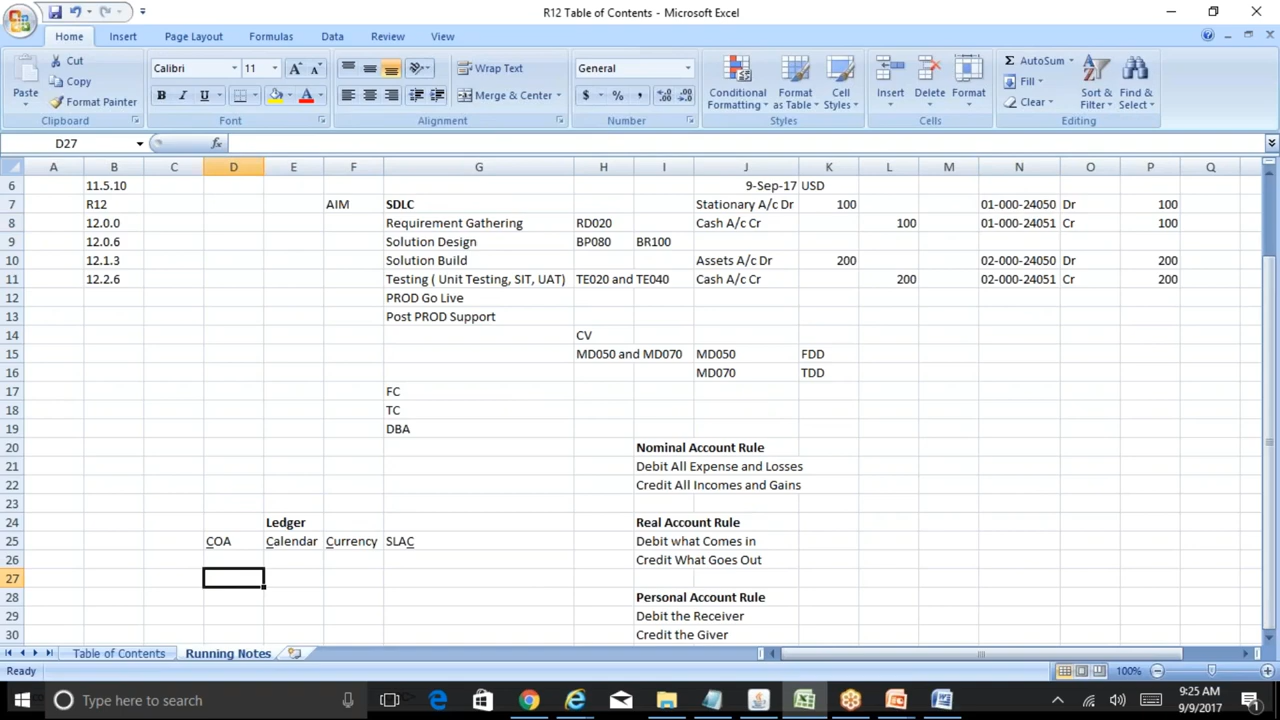 R12 Table of Contents - Microsoft Excel
Home Insert Page Layout Formulas Data Review View
Paste Cut Copy Format Painter Clipboard
Calibri 11 A A B I U A Font
Wrap Text Merge & Center Alignment
General $ % , Number
Conditional Formatting Format as Table Cell Styles Styles
Insert Delete Format Cells
AutoSum Fill Clear Sort & Filter Find & Select Editing
D27 fx
A B C D E F G H I J K L M N O P Q
6 11.5.10 9-Sep-17 USD
7 R12 AIM SDLC Stationary A/c Dr 100 01-000-24050 Dr 100
8 12.0.0 Requirement Gathering RD020 Cash A/c Cr 100 01-000-24051 Cr 100
9 12.0.6 Solution Design BP080 BR100
10 12.1.3 Solution Build Assets A/c Dr 200 02-000-24050 Dr 200
11 12.2.6 Testing ( Unit Testing, SIT, UAT) TE020 and TE040 Cash A/c Cr 200 02-000-24051 Cr 200
12 PROD Go Live
13 Post PROD Support
14 CV
15 MD050 and MD070 MD050 FDD
16 MD070 TDD
17 FC
18 TC
19 DBA
20 Nominal Account Rule
21 Debit All Expense and Losses
22 Credit All Incomes and Gains
23
24 Ledger Real Account Rule
25 COA Calendar Currency SLAC Debit what Comes in
26 Credit What Goes Out
27
28 Personal Account Rule
29 Debit the Receiver
30 Credit the Giver
Table of Contents Running Notes
Ready 100%
Type here to search
9:25 AM
9/9/2017